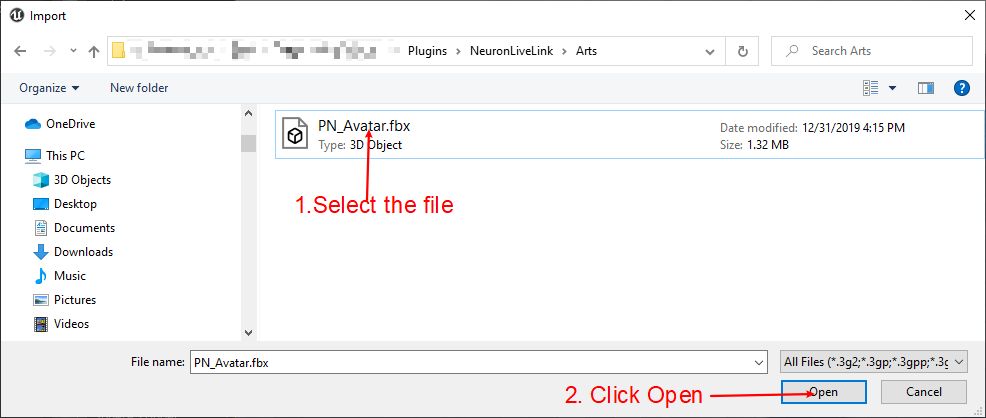 Import
Plugins > NeuronLiveLink > Arts
Search Arts
Organize
New folder
OneDrive
This PC
3D Objects
Desktop
Documents
Downloads
Music
Pictures
Videos
PN_Avatar.fbx
Type: 3D Object
Date modified: 12/31/2019 4:15 PM
Size: 1.32 MB
1.Select the file
File name: PN_Avatar.fbx
All Files (*.3g2;*.3gp;*.3gpp;*.3g
2. Click Open
Open
Cancel